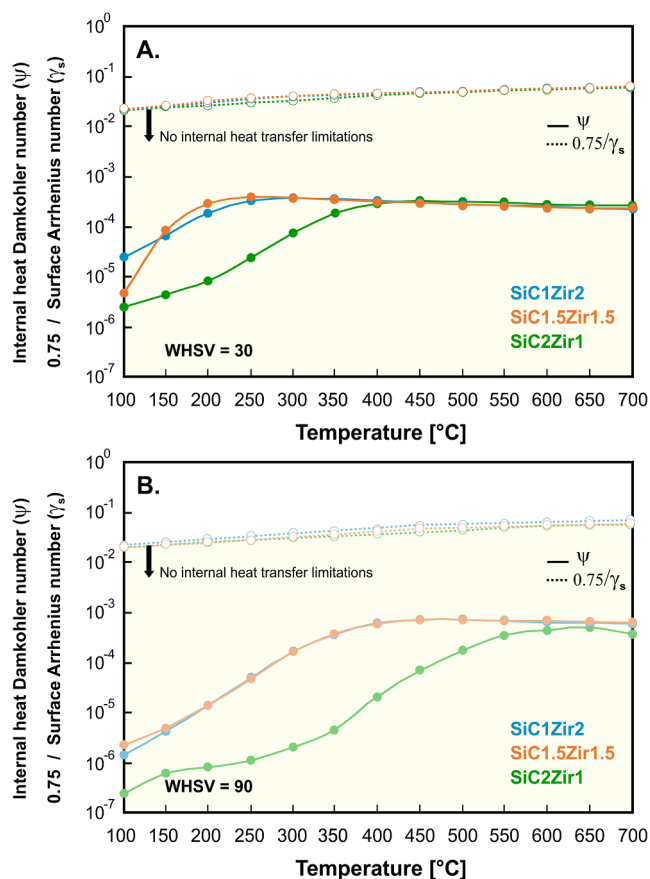 Internal heat Damkohler number (ψ)
0.75 / Surface Arrhenius number (γs)
A.
10^0
10^-1
10^-2
10^-3
10^-4
10^-5
10^-6
10^-7
No internal heat transfer limitations
ψ
0.75/γs
SiC1Zir2
SiC1.5Zir1.5
SiC2Zir1
WHSV = 30
100 150 200 250 300 350 400 450 500 550 600 650 700
Temperature [°C]
Internal heat Damkohler number (ψ)
0.75 / Surface Arrhenius number (γs)
B.
10^0
10^-1
10^-2
10^-3
10^-4
10^-5
10^-6
10^-7
No internal heat transfer limitations
ψ
0.75/γs
SiC1Zir2
SiC1.5Zir1.5
SiC2Zir1
WHSV = 90
100 150 200 250 300 350 400 450 500 550 600 650 700
Temperature [°C]